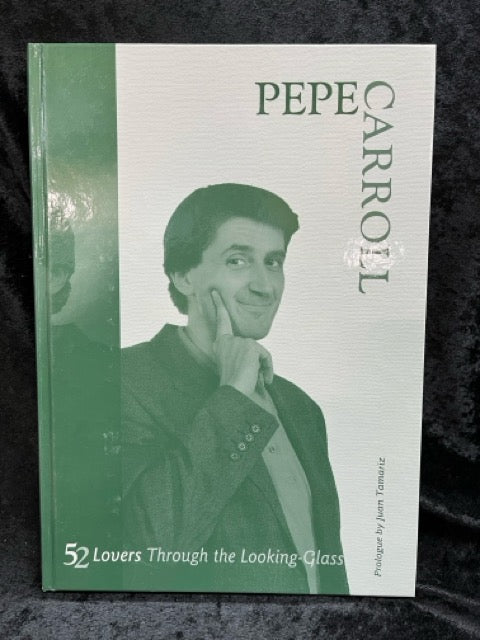 PEPE
CARROLL
Prologue by Juan Tamariz
52 Lovers Through the Looking-Glass